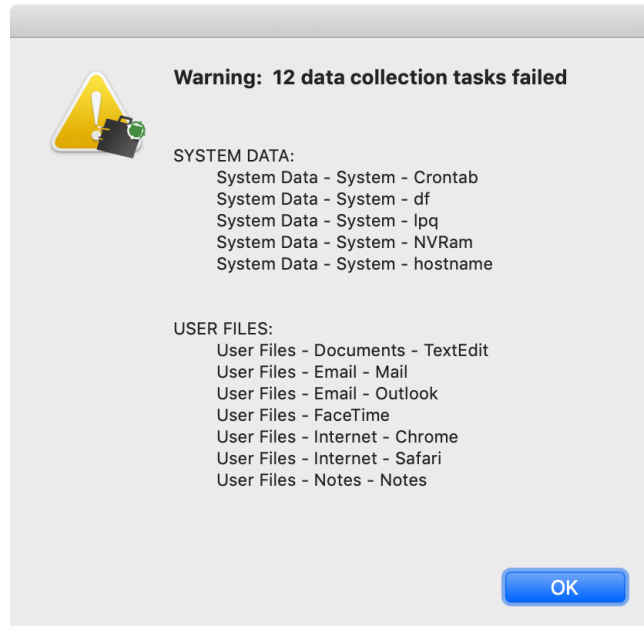 Warning:  12 data collection tasks failed
SYSTEM DATA:
System Data - System - Crontab
System Data - System - df
System Data - System - lpq
System Data - System - NVRam
System Data - System - hostname
USER FILES:
User Files - Documents - TextEdit
User Files - Email - Mail
User Files - Email - Outlook
User Files - FaceTime
User Files - Internet - Chrome
User Files - Internet - Safari
User Files - Notes - Notes
OK